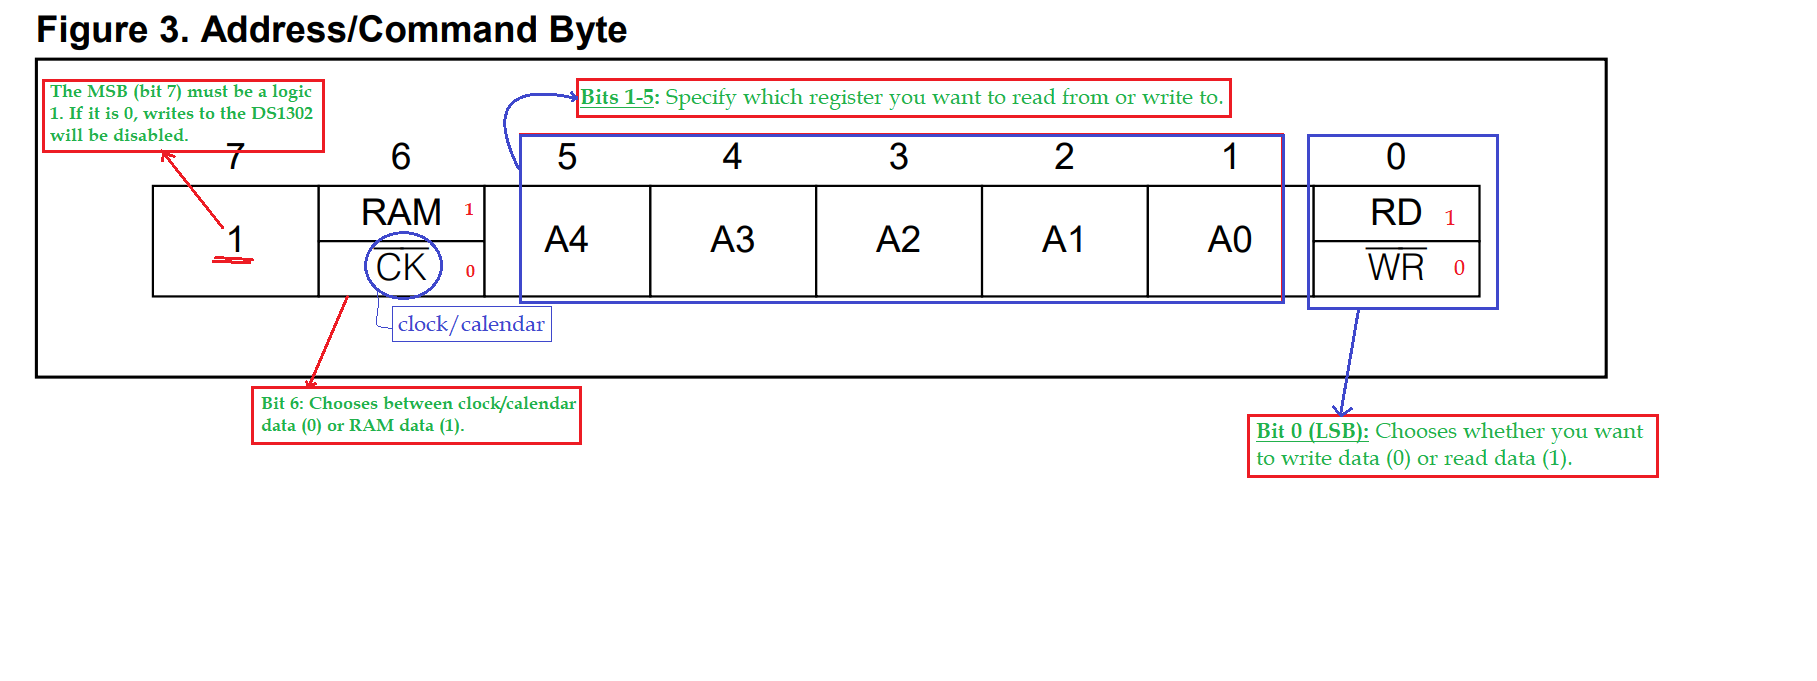 Figure 3. Address/Command Byte
The MSB (bit 7) must be a logic
1. If it is 0, writes to the DS1302
will be disabled.
Bits 1-5: Specify which register you want to read from or write to.
7 6 5 4 3 2 1 0
RAM 1
RD 1
1 A4 A3 A2 A1 A0
CK 0
WR 0
clock/calendar
Bit 6: Chooses between clock/calendar
data (0) or RAM data (1).
Bit 0 (LSB): Chooses whether you want
to write data (0) or read data (1).